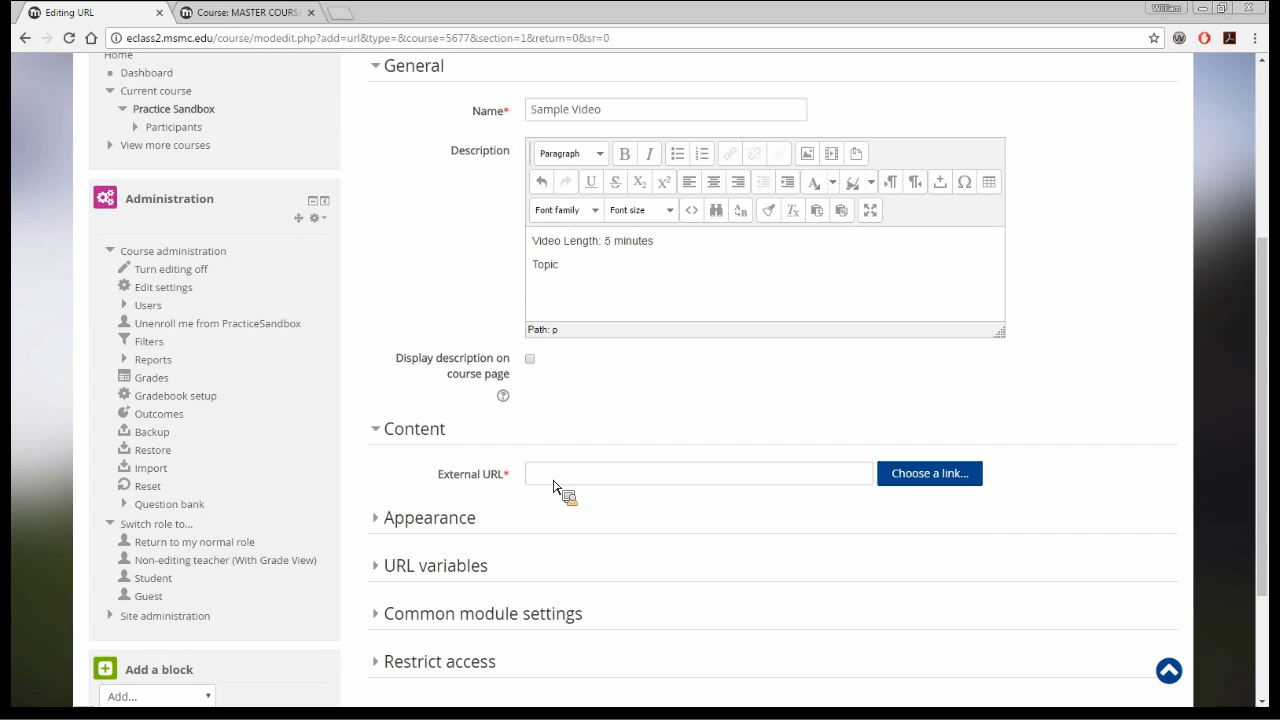 Editing URL
Course: MASTER COURS
William
eclass2.msmc.edu/course/modedit.php?add=url&type=&course=5677&section=1&return=0&sr=0
Home
Dashboard
Current course
Practice Sandbox
Participants
View more courses
Administration
Course administration
Turn editing off
Edit settings
Users
Unenroll me from PracticeSandbox
Filters
Reports
Grades
Gradebook setup
Outcomes
Backup
Restore
Import
Reset
Question bank
Switch role to...
Return to my normal role
Non-editing teacher (With Grade View)
Student
Guest
Site administration
Add a block
Add...
General
Name*
Sample Video
Description
Paragraph
Font family
Font size
Video Length: 5 minutes
Topic
Path: p
Display description on
course page
Content
External URL*
Choose a link...
Appearance
URL variables
Common module settings
Restrict access